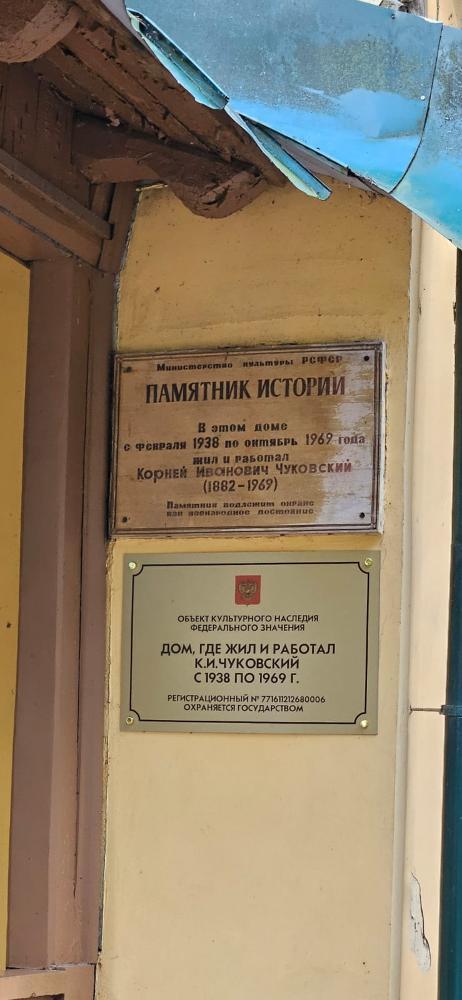 Министерство культуры РСФСР
ПАМЯТНИК ИСТОРИИ
В этом доме
с февраля 1938 по октябрь 1969 года
жил и работал
Корней Иванович Чуковский
(1882-1969)
Памятник подлежит охране
как всенародное достояние
ОБЪЕКТ КУЛЬТУРНОГО НАСЛЕДИЯ
ФЕДЕРАЛЬНОГО ЗНАЧЕНИЯ
ДОМ, ГДЕ ЖИЛ И РАБОТАЛ
К.И.ЧУКОВСКИЙ
С 1938 ПО 1969 Г.
РЕГИСТРАЦИОННЫЙ № 771611212680006
ОХРАНЯЕТСЯ ГОСУДАРСТВОМ